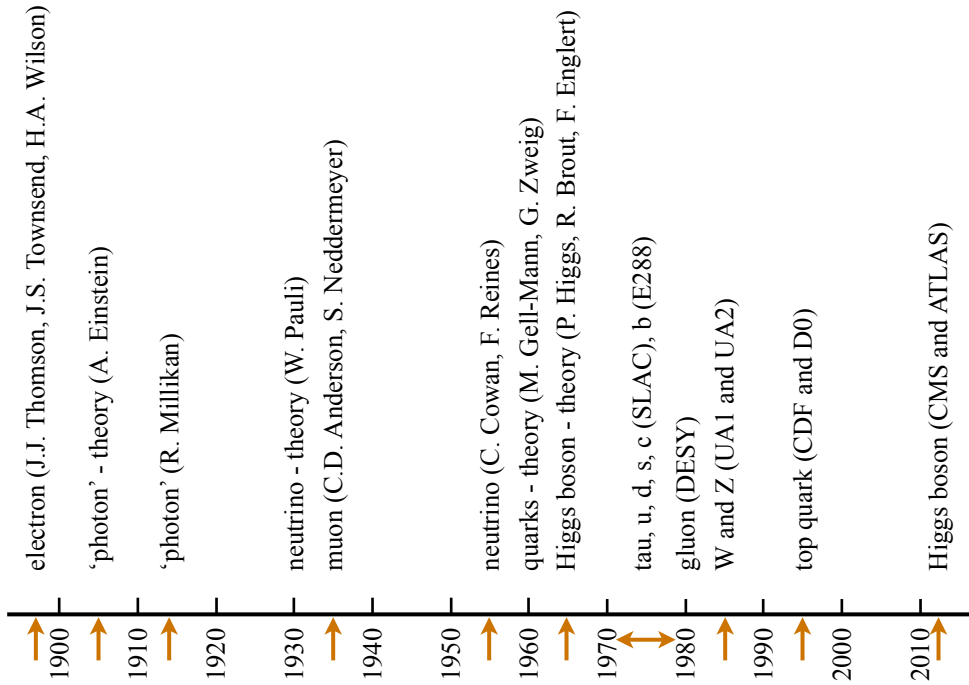 electron (J.J. Thomson, J.S. Townsend, H.A. Wilson)
‘photon’ - theory (A. Einstein)
‘photon’ (R. Millikan)
neutrino - theory (W. Pauli)
muon (C.D. Anderson, S. Neddermeyer)
neutrino (C. Cowan, F. Reines)
quarks - theory (M. Gell-Mann, G. Zweig)
Higgs boson - theory (P. Higgs, R. Brout, F. Englert)
tau, u, d, s, c (SLAC), b (E288)
gluon (DESY)
W and Z (UA1 and UA2)
top quark (CDF and D0)
Higgs boson (CMS and ATLAS)
1900
1910
1920
1930
1940
1950
1960
1970
1980
1990
2000
2010